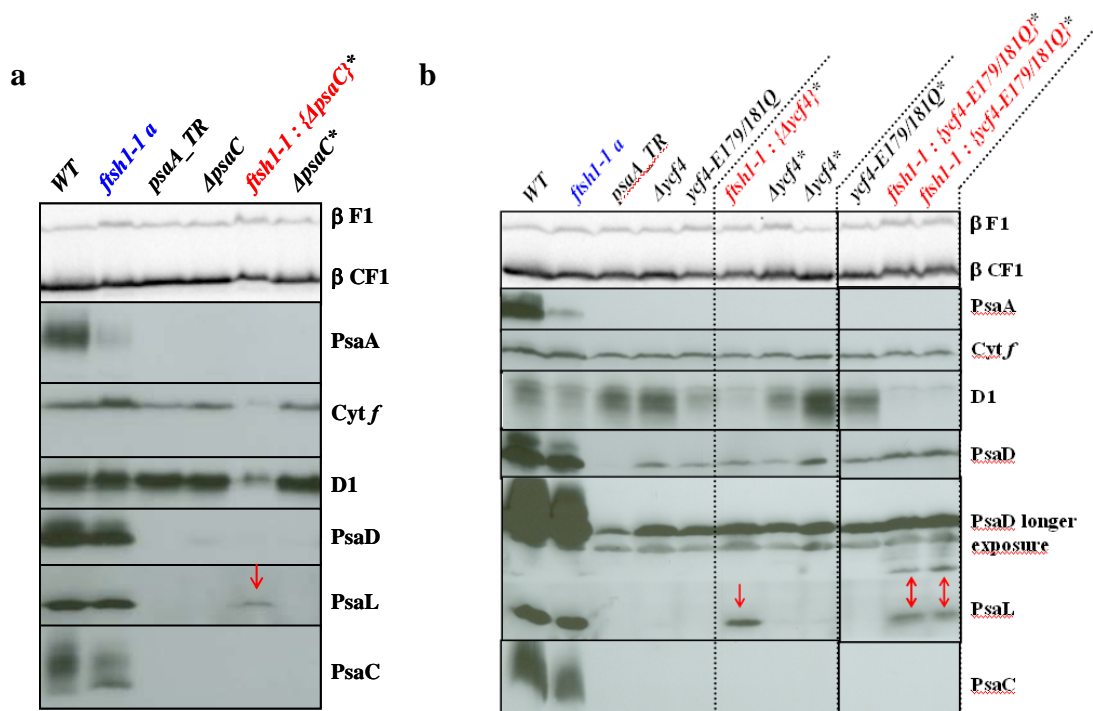 a
WT
ftsh1-1 a
psaA_TR
ΔpsaC
ftsh1-1 : {ΔpsaC}*
ΔpsaC*
β F1
β CF1
PsaA
Cyt f
D1
PsaD
PsaL
PsaC
b
WT
ftsh1-1 a
psaA_TR
Δycf4
ycf4-E179/181Q
ftsh1-1 : {Δycf4}*
Δycf4*
Δycf4*
ycf4-E179/181Q*
ftsh1-1 : {ycf4-E179/181Q}*
ftsh1-1 : {ycf4-E179/181Q}*
β F1
β CF1
PsaA
Cyt f
D1
PsaD
PsaD longer
exposure
PsaL
PsaC